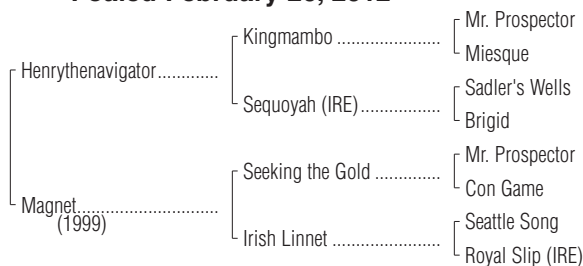 Foaled February 2012
Mr. Prospector
Kingmambo .....................
Miesque
Henrythenavigator............
Sadler's Wells
Sequoyah (IRE)................
Brigid
Mr. Prospector
Seeking the Gold .............
Con Game
Magnet............................
(1999)
Seattle Song
Irish Linnet ......................
Royal Slip (IRE)